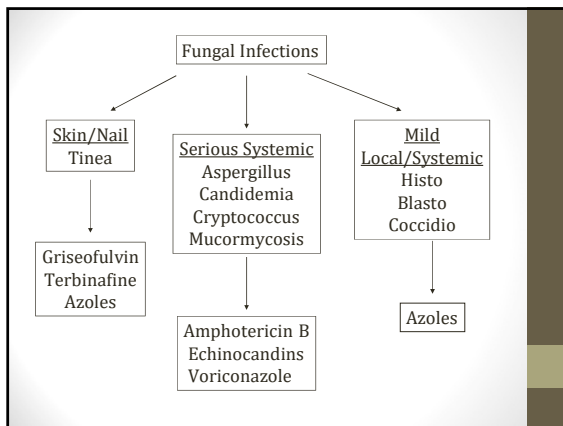 Fungal Infections
Skin/Nail
Tinea
Griseofulvin
Terbinafine
Azoles
Serious Systemic
Aspergillus
Candidemia
Cryptococcus
Mucormycosis
Amphotericin B
Echinocandins
Voriconazole
Mild
Local/Systemic
Histo
Blasto
Coccidio
Azoles